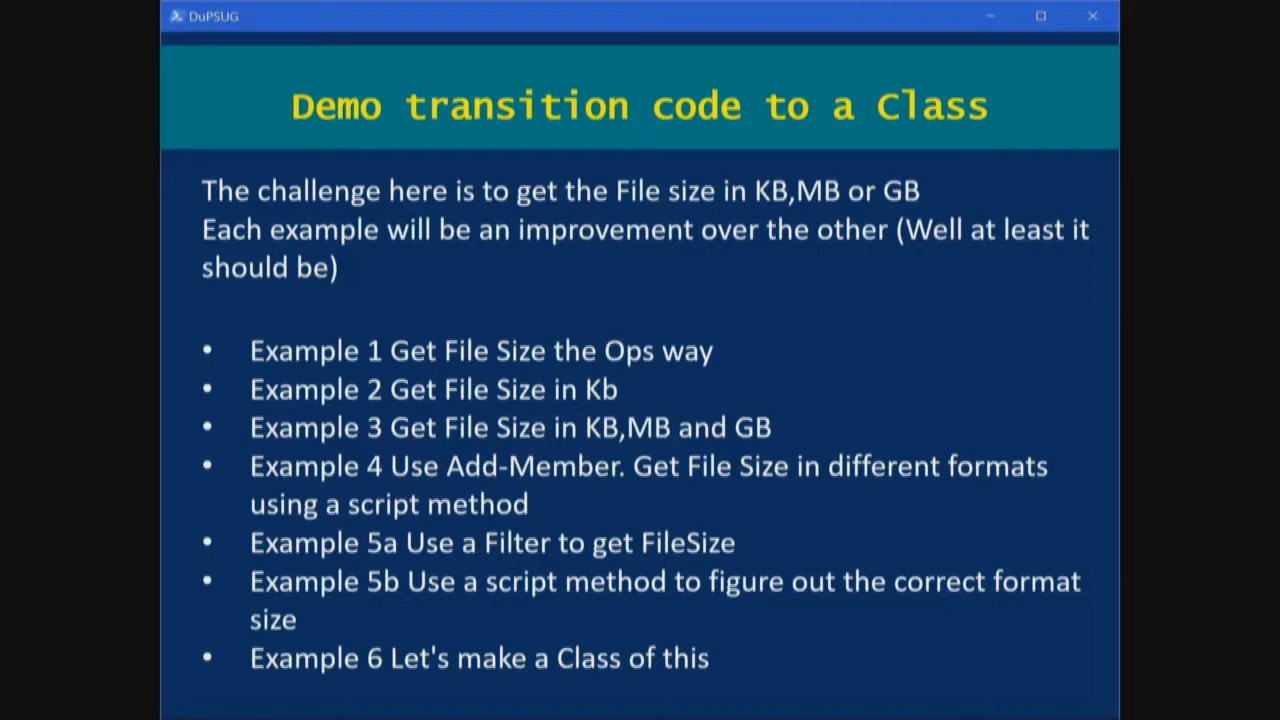 DuPSUG
Demo transition code to a Class
The challenge here is to get the File size in KB,MB or GB
Each example will be an improvement over the other (Well at least it
should be)
• Example 1 Get File Size the Ops way
• Example 2 Get File Size in Kb
• Example 3 Get File Size in KB,MB and GB
• Example 4 Use Add-Member. Get File Size in different formats
using a script method
• Example 5a Use a Filter to get FileSize
• Example 5b Use a script method to figure out the correct format
size
• Example 6 Let's make a Class of this